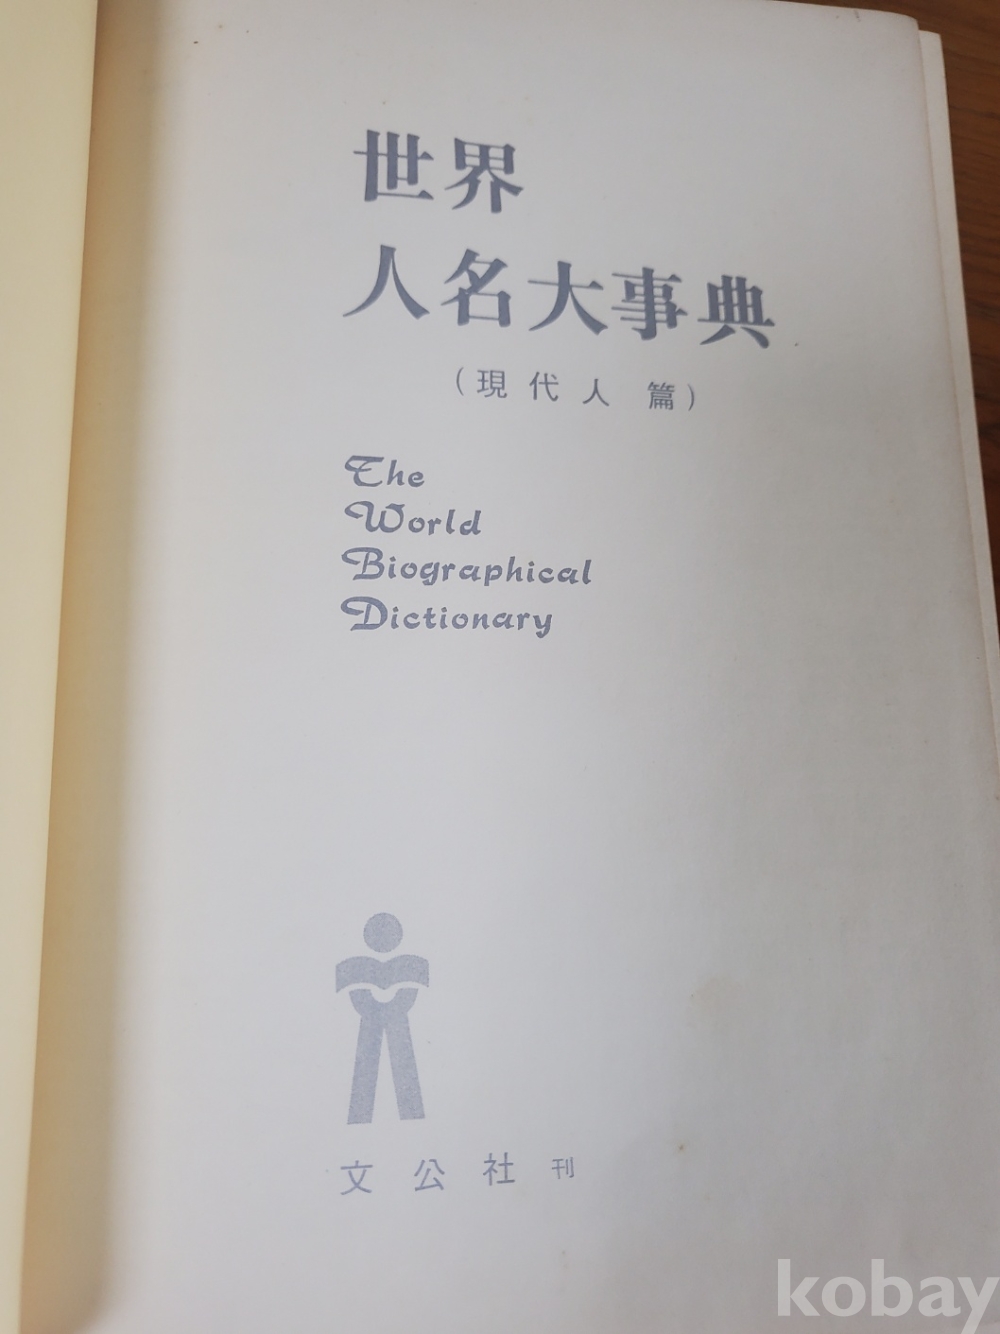 世界
人名大事典
(現代人 篇)
The
World
Biographical
Dictionary
文公社 刊
kobay